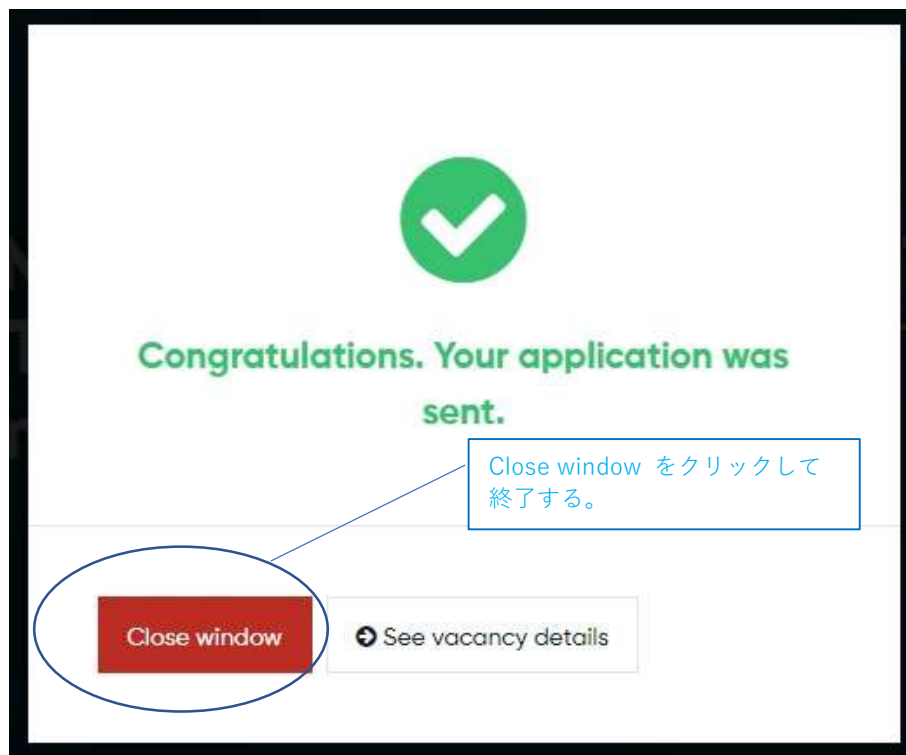 Congratulations. Your application was
sent.
Close window をクリックして
終了する。
Close window
See vacancy details